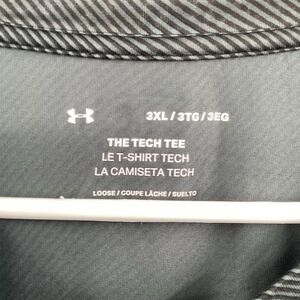 3XL / 3TG / 3EG
THE TECH TEE
LE T-SHIRT TECH
LA CAMISETA TECH
LOOSE / COUPE LÂCHE / SUELTO